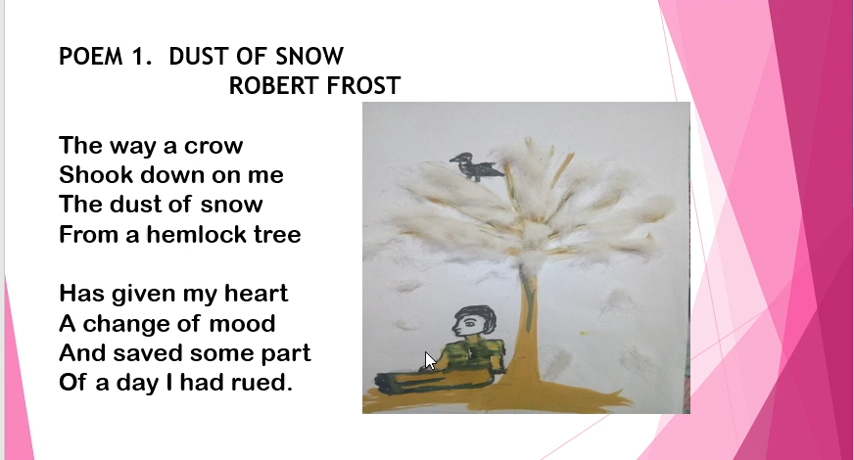 POEM 1. DUST OF SNOW
ROBERT FROST
The way a crow
Shook down on me
The dust of snow
From a hemlock tree
Has given my heart
A change of mood
And saved some part
Of a day I had rued.